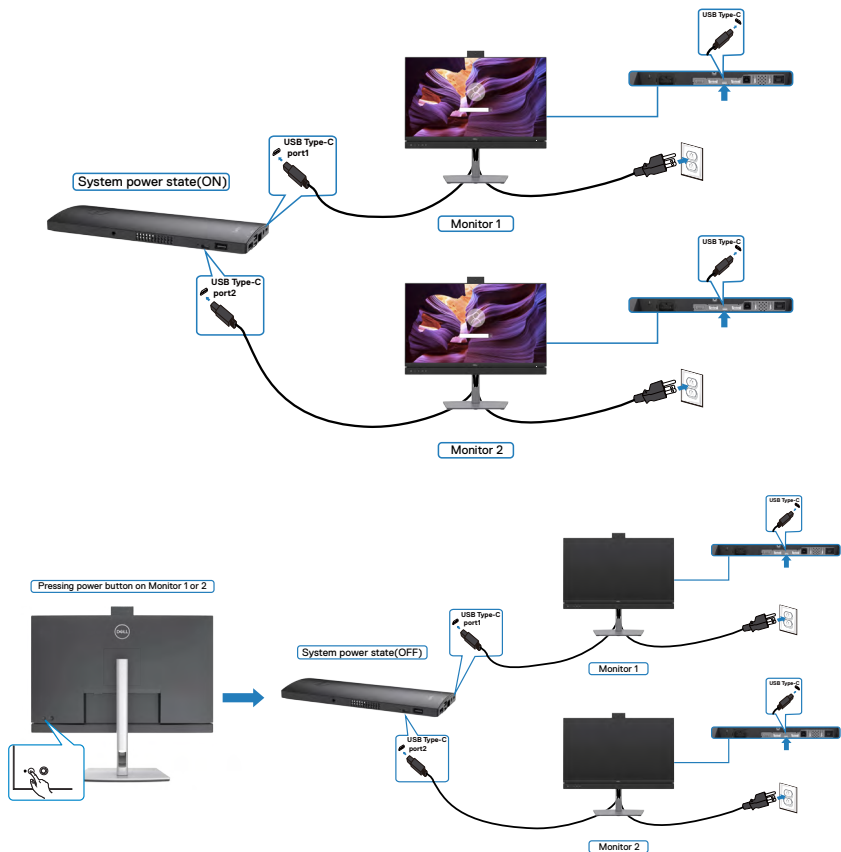 USB Type-C
USB Type-C
port1
System power state(ON)
Monitor 1
USB Type-C
USB Type-C
port2
Monitor 2
USB Type-C
Pressing power button on Monitor 1 or 2
DELL
USB Type-C
port1
System power state(OFF)
Monitor 1
USB Type-C
USB Type-C
port2
Monitor 2